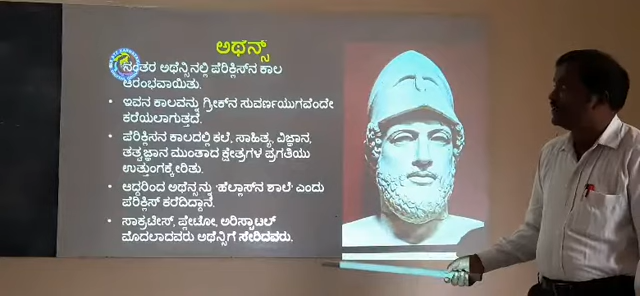 ಅಥೆನ್ಸ್
ನಂತರ ಅಥೆನ್ಸಿನಲ್ಲಿ ಪೆರಿಕ್ಲಿಸ್‌ನ ಕಾಲ
ಆರಂಭವಾಯಿತು.
• ಇವನ ಕಾಲವನ್ನು ಗ್ರೀಕ್‌ನ ಸುವರ್ಣಯುಗವೆಂದೇ
ಕರೆಯಲಾಗುತ್ತದೆ.
• ಪೆರಿಕ್ಲಿಸನ ಕಾಲದಲ್ಲಿ ಕಲೆ, ಸಾಹಿತ್ಯ, ವಿಜ್ಞಾನ,
ತತ್ವಜ್ಞಾನ ಮುಂತಾದ ಕ್ಷೇತ್ರಗಳ ಪ್ರಗತಿಯು
ಉತ್ತುಂಗಕ್ಕೇರಿತು.
• ಆದ್ದರಿಂದ ಅಥೆನ್ಸನ್ನು 'ಹೆಲ್ಲಾಸ್‌ನ ಶಾಲೆ' ಎಂದು
ಪೆರಿಕ್ಲಿಸ್ ಕರೆದಿದ್ದಾನೆ.
• ಸಾಕ್ರಟೀಸ್, ಪ್ಲೇಟೋ, ಅರಿಸ್ಟಾಟಲ್
ಮೊದಲಾದವರು ಅಥೆನ್ಸಿಗೆ ಸೇರಿದವರು.